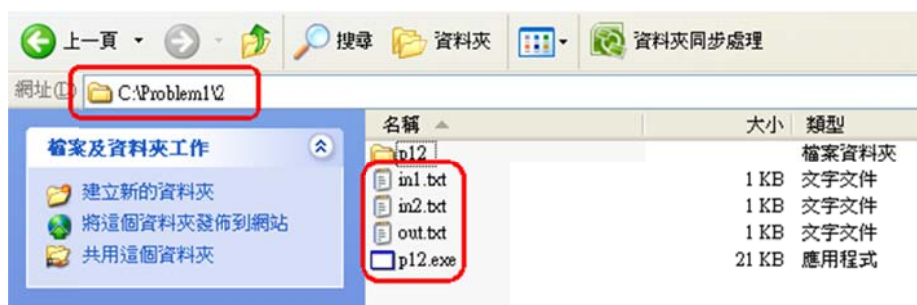 上一頁 搜尋 資料夾 資料夾同步處理
網址(D) C:\Problem1\2
檔案及資料夾工作
建立新的資料夾
將這個資料夾發佈到網站
共用這個資料夾
名稱 大小 類型
p12 檔案資料夾
in1.txt 1 KB 文字文件
in2.txt 1 KB 文字文件
out.txt 1 KB 文字文件
p12.exe 21 KB 應用程式